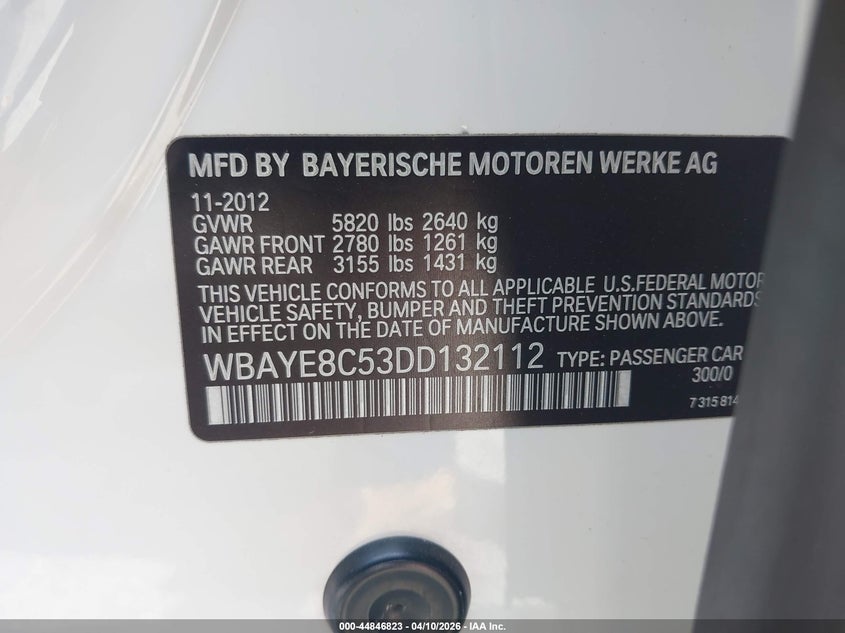 MFD BY BAYERISCHE MOTOREN WERKE AG
11-2012
GVWR 5820 lbs 2640 kg
GAWR FRONT 2780 lbs 1261 kg
GAWR REAR 3155 lbs 1431 kg
THIS VEHICLE CONFORMS TO ALL APPLICABLE U.S.FEDERAL MOTOR
VEHICLE SAFETY, BUMPER AND THEFT PREVENTION STANDARDS
IN EFFECT ON THE DATE OF MANUFACTURE SHOWN ABOVE.
WBAYE8C53DD132112 TYPE: PASSENGER CAR
300/0
7 315 814
000-44846823 | 04/10/2026 | IAA Inc.